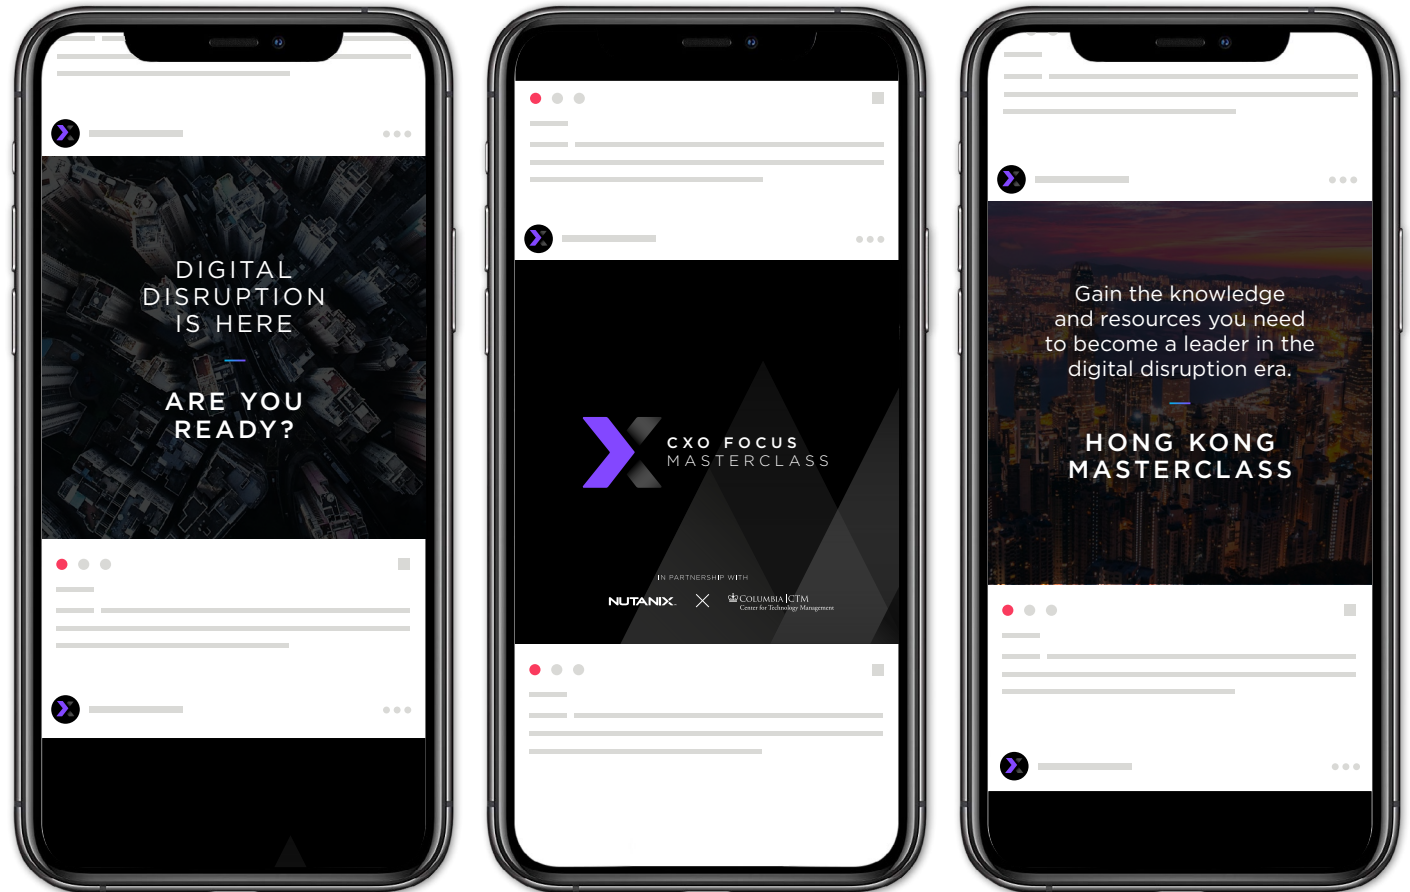 DIGITAL
DISRUPTION
IS HERE
ARE YOU
READY?
CXO FOCUS
MASTERCLASS
IN PARTNERSHIP WITH
NUTANIX™
COLUMBIA | CTM
Center for Technology Management
Gain the knowledge
and resources you need
to become a leader in the
digital disruption era.
HONG KONG
MASTERCLASS